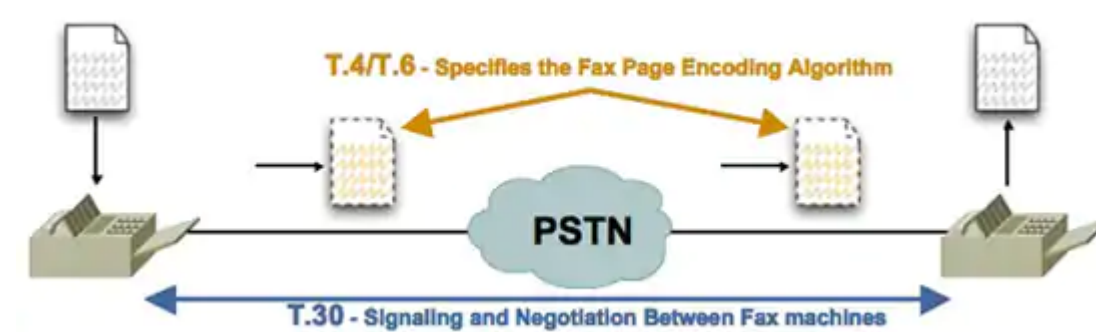 T.4/T.6 - Specifies the Fax Page Encoding Algorithm
PSTN
T.30 - Signaling and Negotiation Between Fax machines